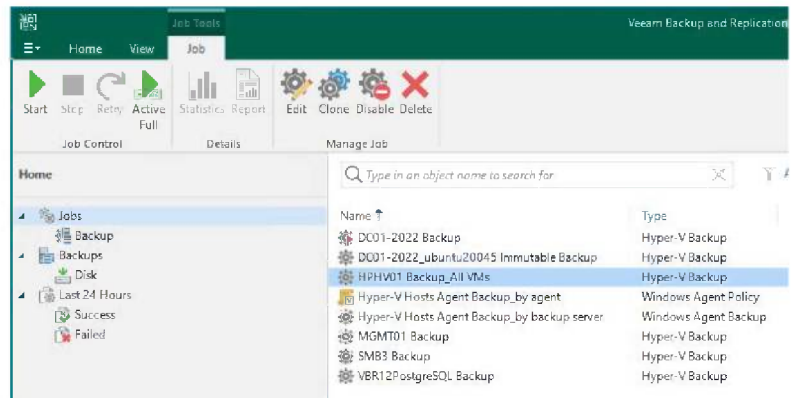 Job Tools
Veeam Backup and Replication
Home View Job
Start Stop Retry Active Full Statistics Report Edit Clone Disable Delete
Job Control Details Manage Job
Home
Type in an object name to search for
Jobs
Backup
Backups
Disk
Last 24 Hours
Success
Failed
Name Type
DC01-2022 Backup Hyper-V Backup
DC01-2022_ubuntu20045 Immutable Backup Hyper-V Backup
HPHV01 Backup_All VMs Hyper-V Backup
Hyper-V Hosts Agent Backup_by agent Windows Agent Policy
Hyper-V Hosts Agent Backup_by backup server Windows Agent Backup
MGMT01 Backup Hyper-V Backup
SMB3 Backup Hyper-V Backup
VBR12PostgreSQL Backup Hyper-V Backup